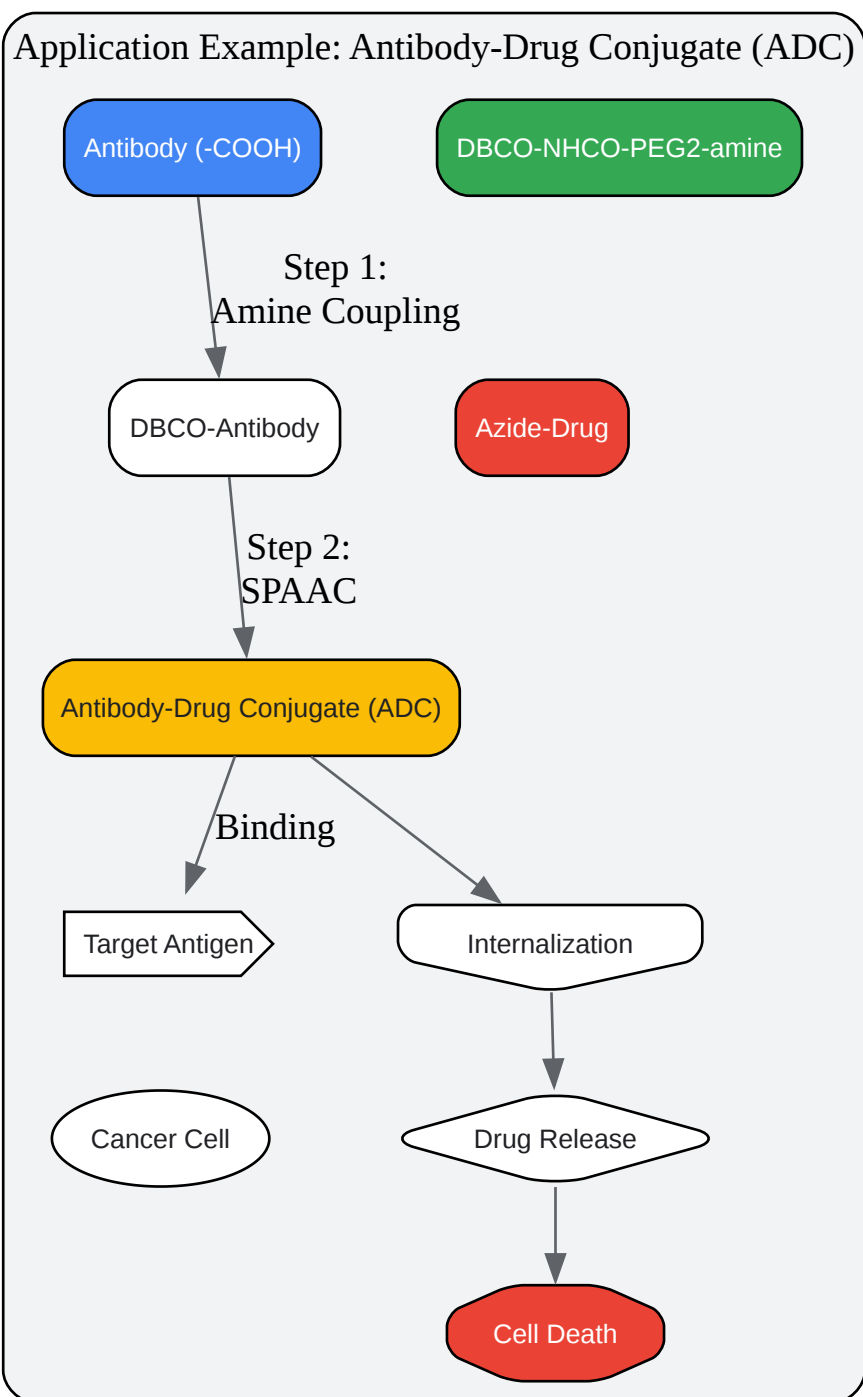 Application Example: Antibody-Drug Conjugate (ADC)
Antibody (-COOH)
DBCO-NHCO-PEG2-amine
Step 1:
Amine Coupling
DBCO-Antibody
Azide-Drug
Step 2:
SPAAC
Antibody-Drug Conjugate (ADC)
Binding
Target Antigen
Internalization
Cancer Cell
Drug Release
Cell Death